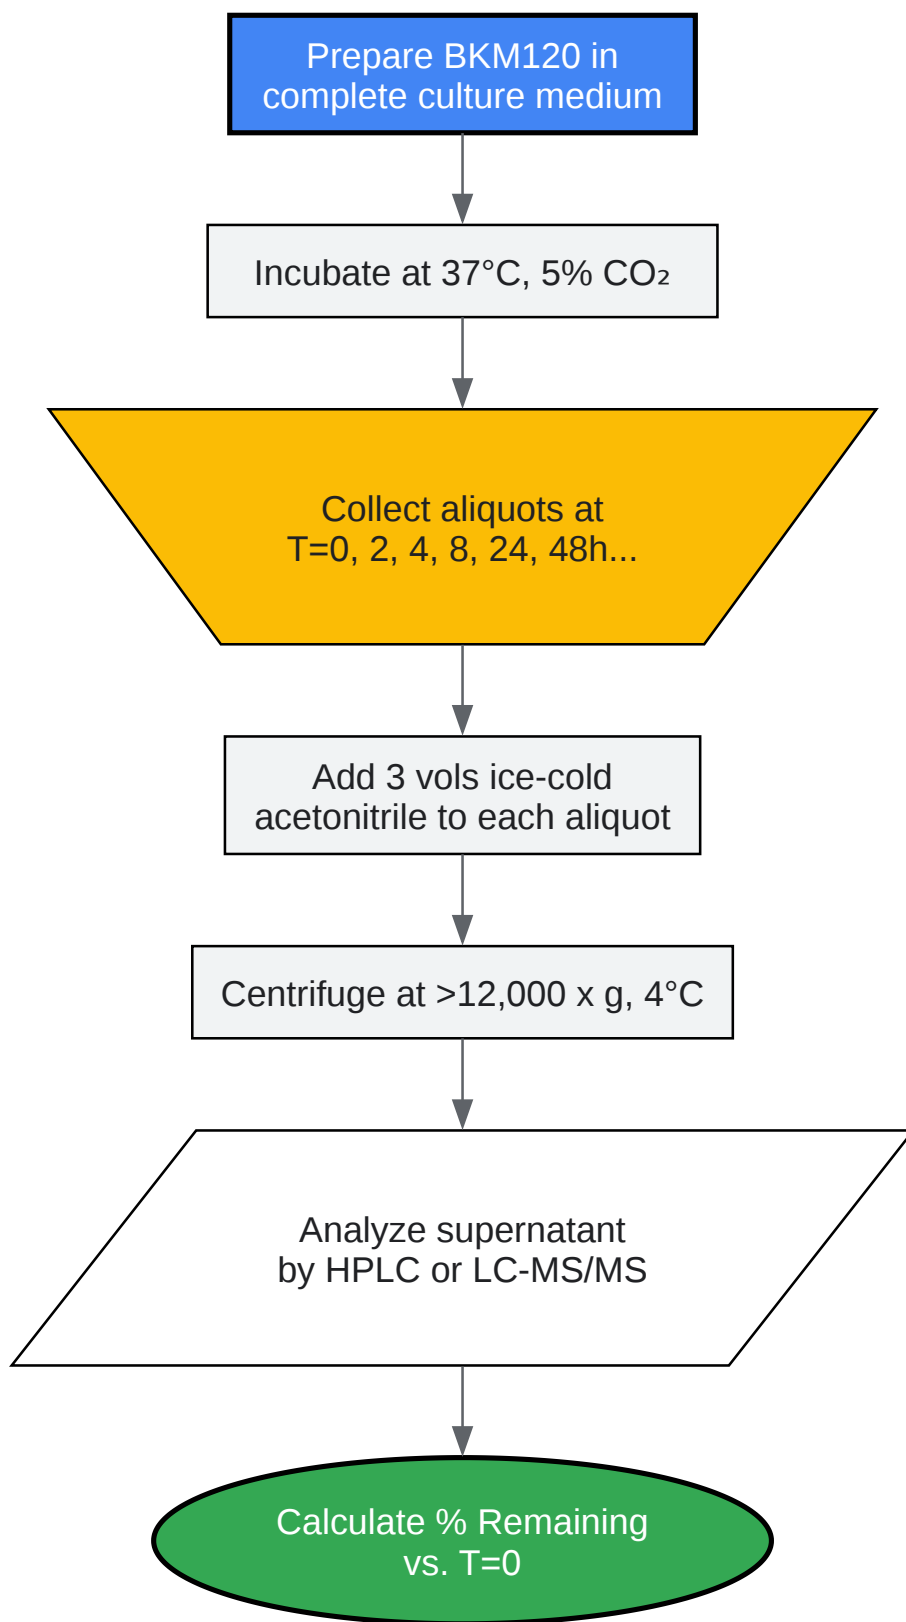 Prepare BKM120 in
complete culture medium
Incubate at 37°C, 5% CO₂
Collect aliquots at
T=0, 2, 4, 8, 24, 48h...
Add 3 vols ice-cold
acetonitrile to each aliquot
Centrifuge at >12,000 x g, 4°C
Analyze supernatant
by HPLC or LC-MS/MS
Calculate % Remaining
vs. T=0